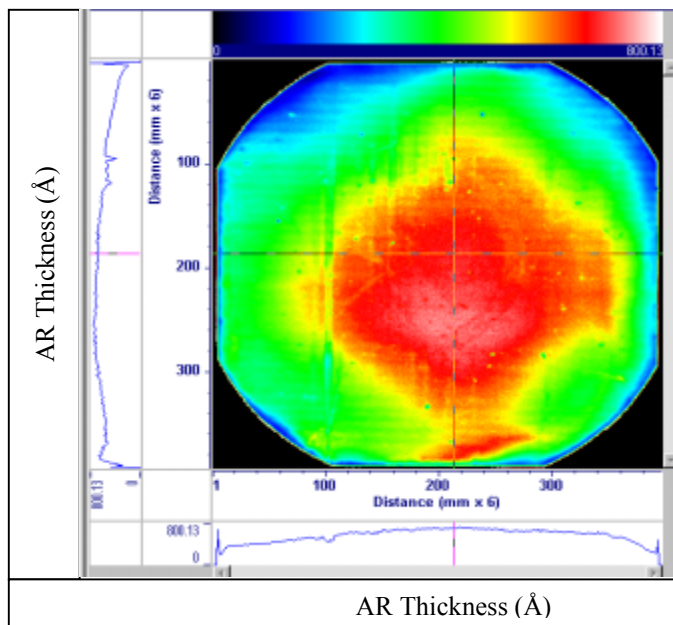 0 800.13
AR Thickness (Å)
Distance (mm x 6)
100
200
300
800.13 0
1 100 200 300
Distance (mm x 6)
800.13
0
AR Thickness (Å)